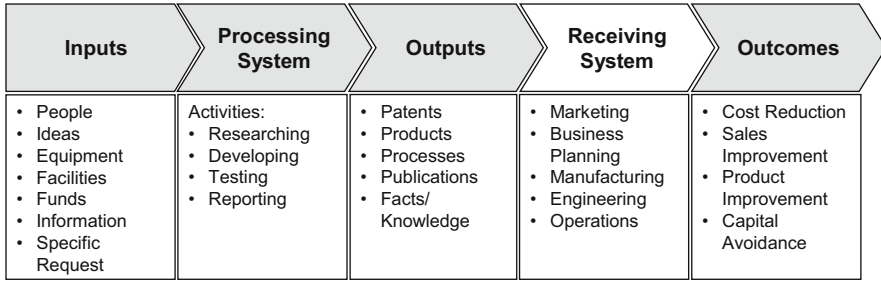 Inputs
Processing
System
Outputs
Receiving
System
Outcomes
• People
• Ideas
• Equipment
• Facilities
• Funds
• Information
• Specific
Request
Activities:
• Researching
• Developing
• Testing
• Reporting
• Patents
• Products
• Processes
• Publications
• Facts/
Knowledge
• Marketing
• Business
Planning
• Manufacturing
• Engineering
• Operations
• Cost Reduction
• Sales
Improvement
• Product
Improvement
• Capital
Avoidance